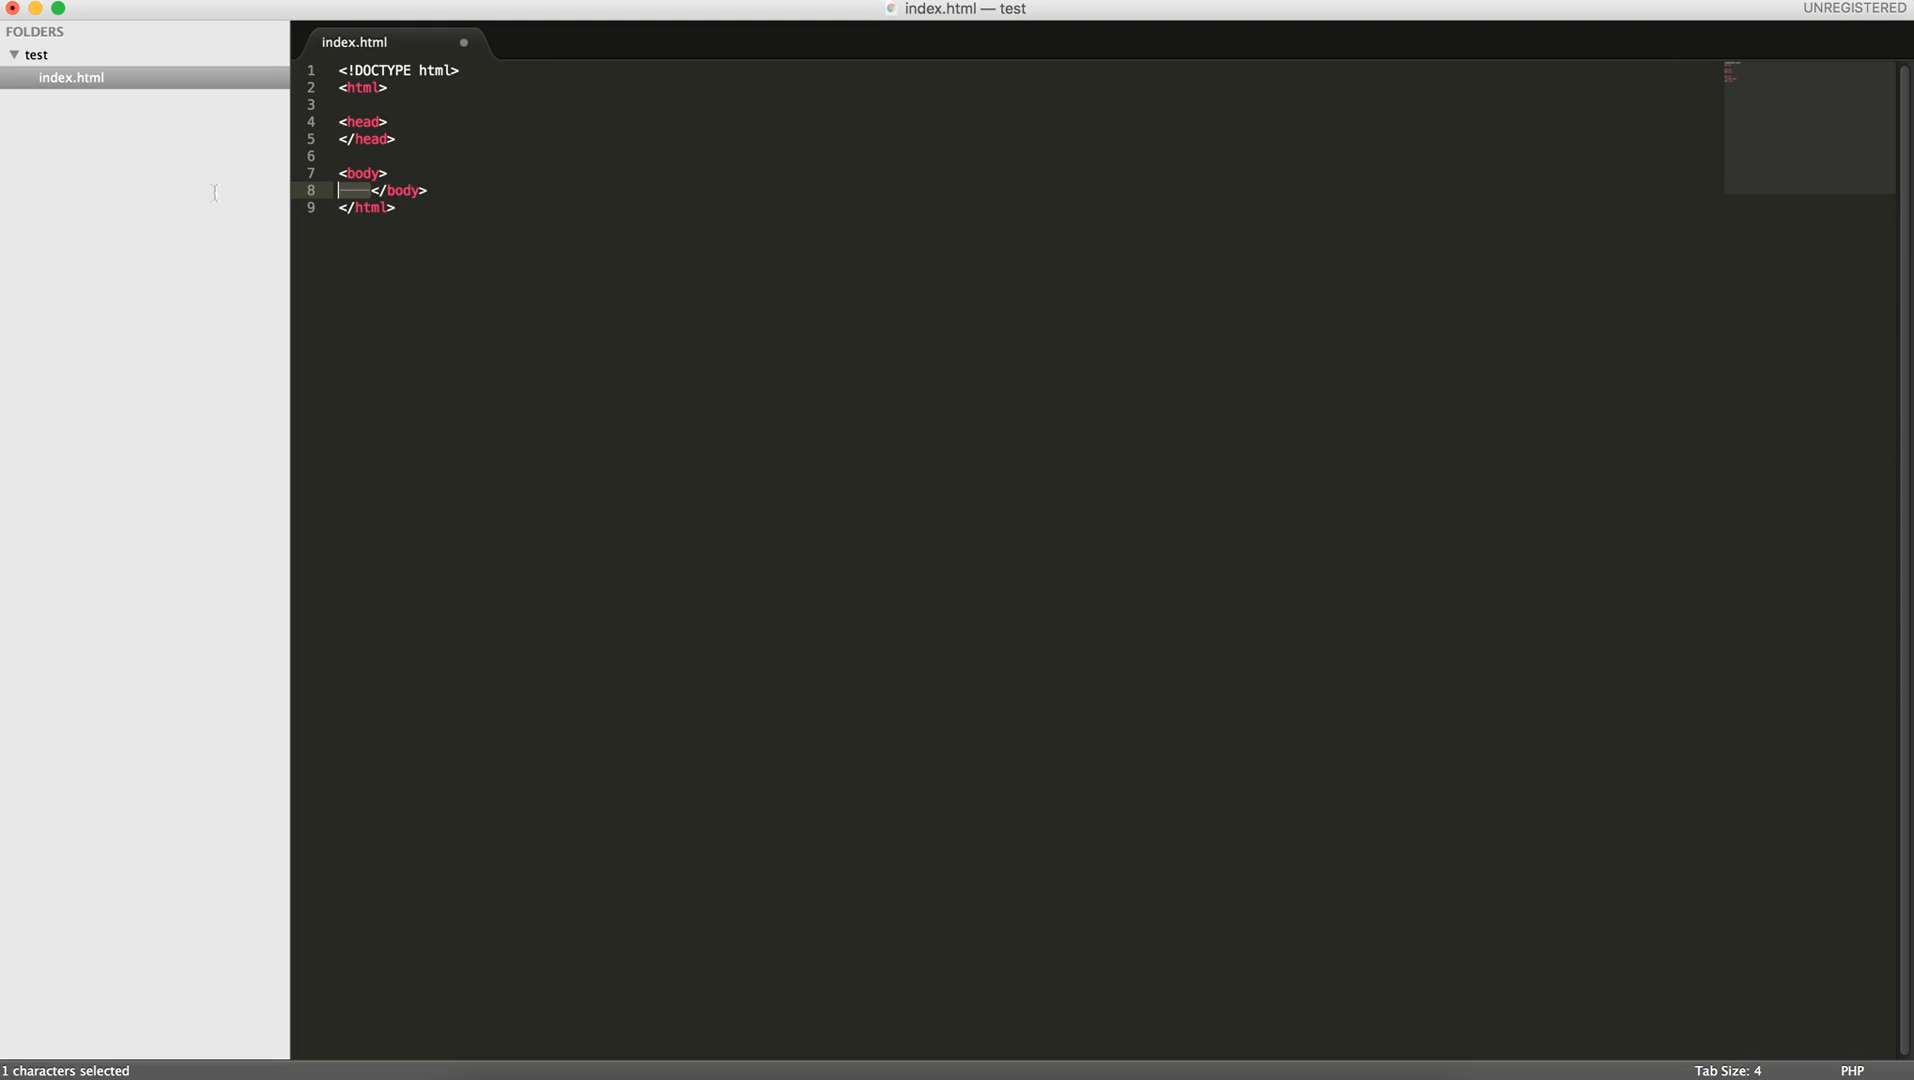 index.html — test
UNREGISTERED
FOLDERS
test
index.html
index.html
1 <!DOCTYPE html>
2 <html>
3
4 <head>
5 </head>
6
7 <body>
8 </body>
9 </html>
1 characters selected
Tab Size: 4
PHP